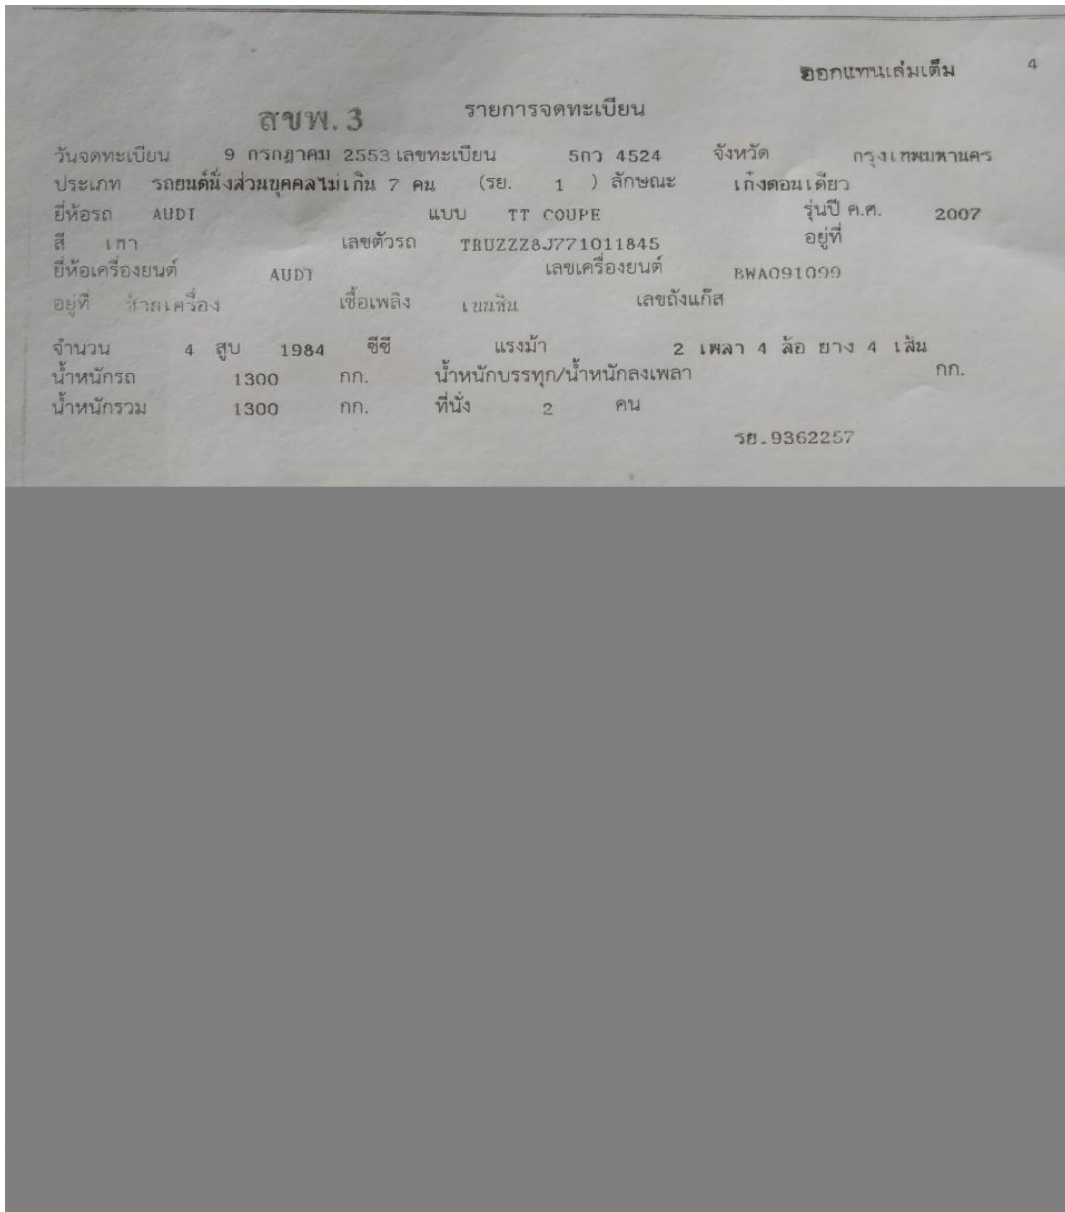 ออกแทนเล่มเต็ม 4
สขพ.3 รายการจดทะเบียน
วันจดทะเบียน 9 กรกฎาคม 2553 เลขทะเบียน 5กว 4524 จังหวัด กรุงเทพมหานคร
ประเภท รถยนต์นั่งส่วนบุคคลไม่เกิน 7 คน (รย. 1 ) ลักษณะ เก๋งตอนเดียว
ยี่ห้อรถ AUDI แบบ TT COUPE รุ่นปี ค.ศ. 2007
สี เทา เลขตัวรถ TRUZZZ8J771011845 อยู่ที่
ยี่ห้อเครื่องยนต์ AUDI เลขเครื่องยนต์ BWA091099
อยู่ที่ ซ้ายเครื่อง เชื้อเพลิง เบนซิน เลขถังแก๊ส
จำนวน 4 สูบ 1984 ซีซี แรงม้า 2 เพลา 4 ล้อ ยาง 4 เส้น
น้ำหนักรถ 1300 กก. น้ำหนักบรรทุก/น้ำหนักลงเพลา กก.
น้ำหนักรวม 1300 กก. ที่นั่ง 2 คน
รย.9362257